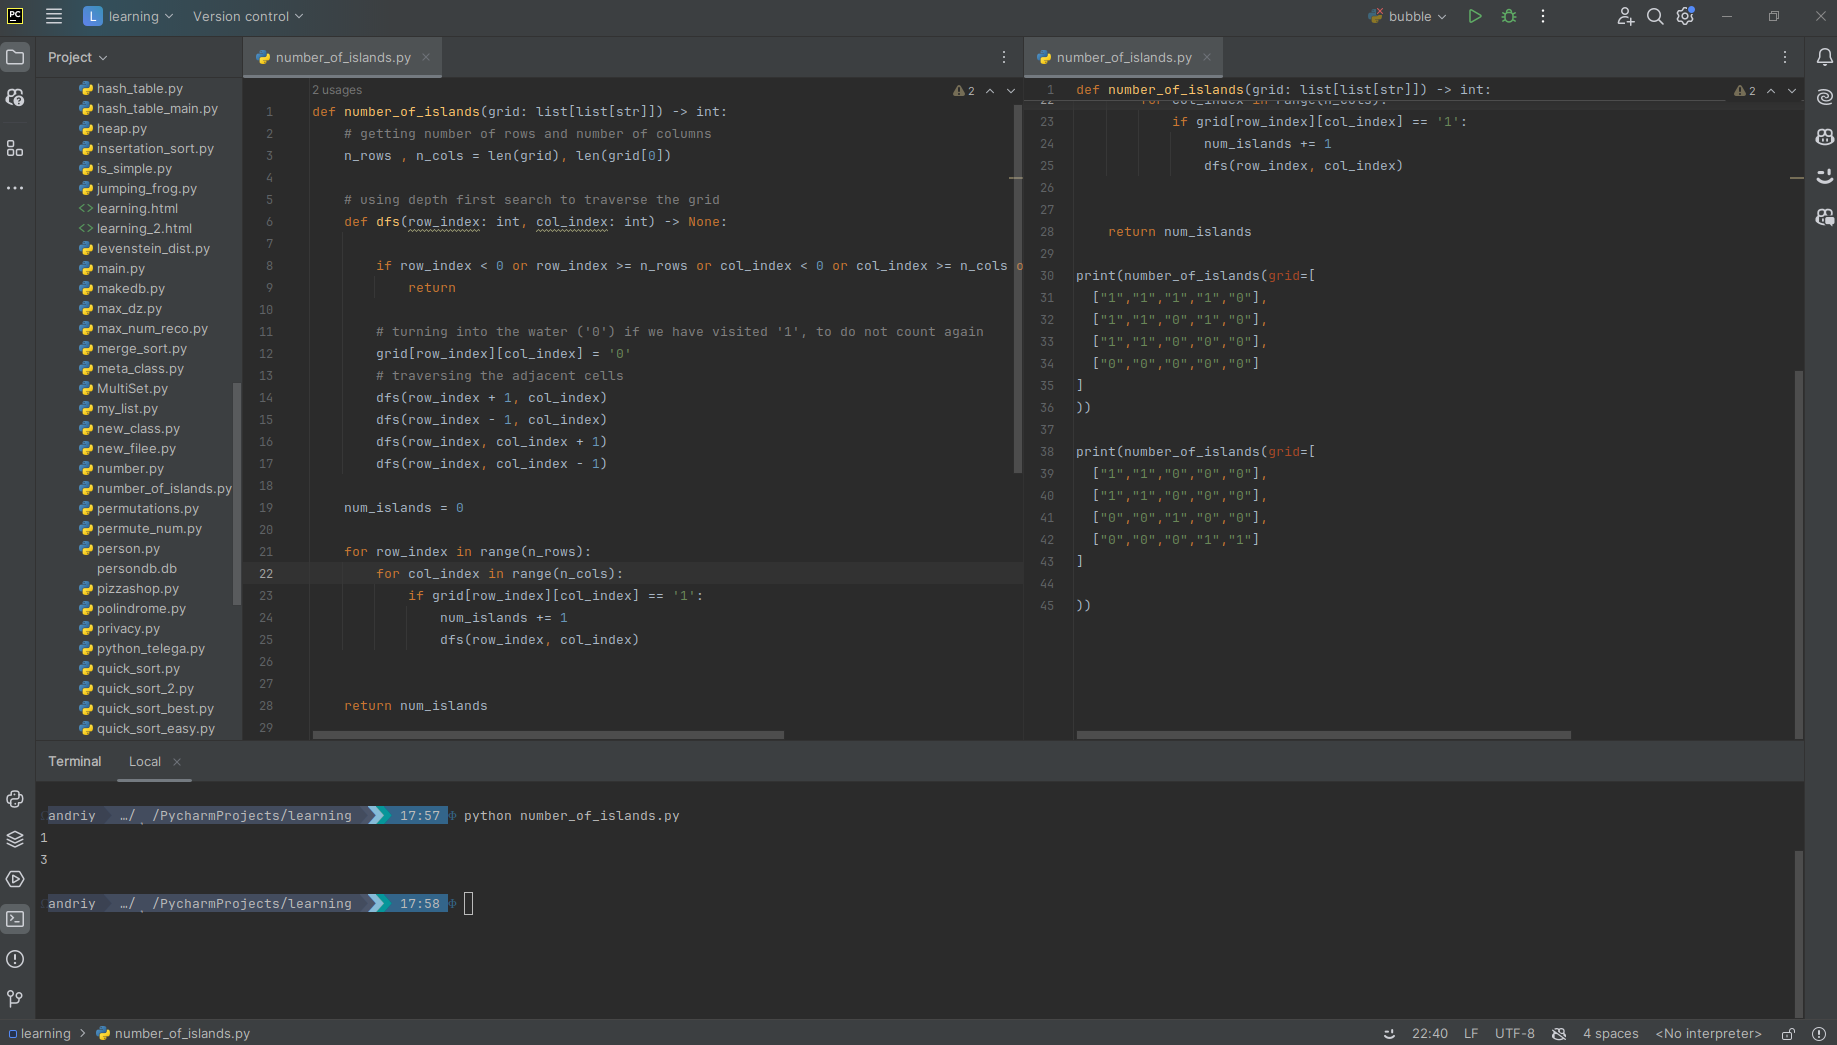 PC
L learning
Version control
bubble
Project
number_of_islands.py
number_of_islands.py
hash_table.py
hash_table_main.py
heap.py
insertation_sort.py
is_simple.py
jumping_frog.py
<> learning.html
<> learning_2.html
levenstein_dist.py
main.py
makedb.py
max_dz.py
max_num_reco.py
merge_sort.py
meta_class.py
MultiSet.py
my_list.py
new_class.py
new_filee.py
number.py
number_of_islands.py
permutations.py
permute_num.py
person.py
persondb.db
pizzashop.py
polindrome.py
privacy.py
python_telega.py
quick_sort.py
quick_sort_2.py
quick_sort_best.py
quick_sort_easy.py
2 usages
2
1 def number_of_islands(grid: list[list[str]]) -> int:
2 # getting number of rows and number of columns
3 n_rows , n_cols = len(grid), len(grid[0])
4
5 # using depth first search to traverse the grid
6 def dfs(row_index: int, col_index: int) -> None:
7
8 if row_index < 0 or row_index >= n_rows or col_index < 0 or col_index >= n_cols o
9 return
10
11 # turning into the water ('0') if we have visited '1', to do not count again
12 grid[row_index][col_index] = '0'
13 # traversing the adjacent cells
14 dfs(row_index + 1, col_index)
15 dfs(row_index - 1, col_index)
16 dfs(row_index, col_index + 1)
17 dfs(row_index, col_index - 1)
18
19 num_islands = 0
20
21 for row_index in range(n_rows):
22 for col_index in range(n_cols):
23 if grid[row_index][col_index] == '1':
24 num_islands += 1
25 dfs(row_index, col_index)
26
27
28 return num_islands
29
1 def number_of_islands(grid: list[list[str]]) -> int:
2
22 for col_index in range(n_cols):
23 if grid[row_index][col_index] == '1':
24 num_islands += 1
25 dfs(row_index, col_index)
26
27
28 return num_islands
29
30 print(number_of_islands(grid=[
31 ["1","1","1","1","0"],
32 ["1","1","0","1","0"],
33 ["1","1","0","0","0"],
34 ["0","0","0","0","0"]
35 ]
36 ))
37
38 print(number_of_islands(grid=[
39 ["1","1","0","0","0"],
40 ["1","1","0","0","0"],
41 ["0","0","1","0","0"],
42 ["0","0","0","1","1"]
43 ]
44
45 ))
Terminal
Local
andriy …/ /PycharmProjects/learning 17:57 python number_of_islands.py
1
3
andriy …/ /PycharmProjects/learning 17:58
learning > number_of_islands.py
22:40 LF UTF-8 4 spaces <No interpreter>